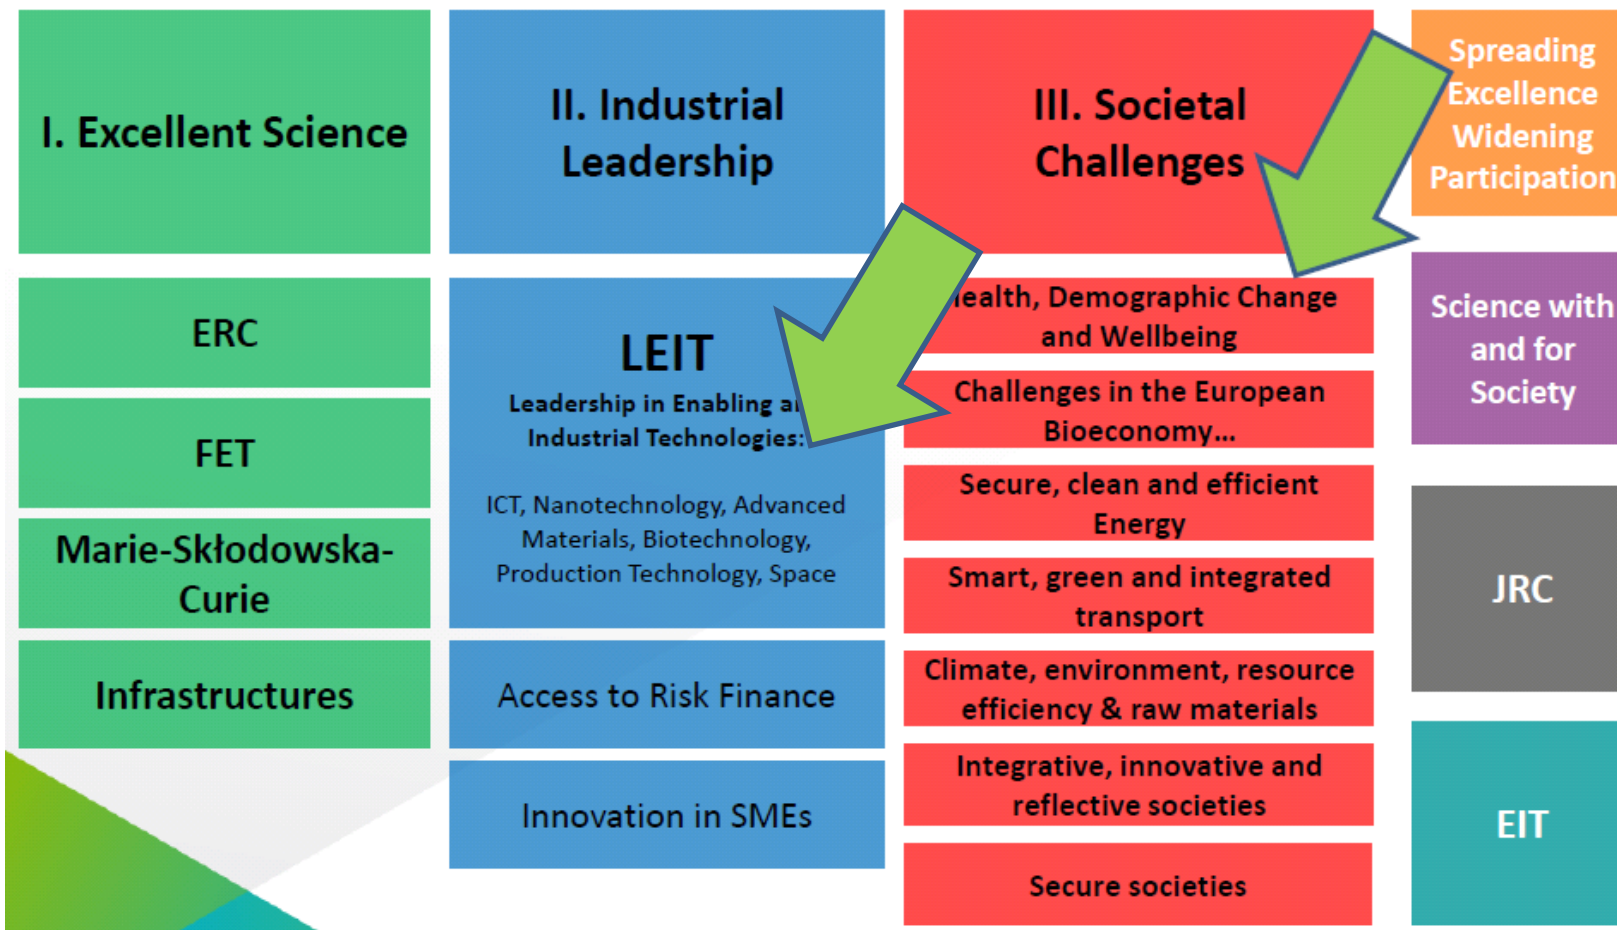 I. Excellent Science
ERC
FET
Marie-Skłodowska-
Curie
Infrastructures
II. Industrial
Leadership
LEIT
Leadership in Enabling
Industrial Technologies:
ICT, Nanotechnology, Advanced
Materials, Biotechnology,
Production Technology, Space
Access to Risk Finance
Innovation in SMEs
III. Societal
Challenges
Health, Demographic Change
and Wellbeing
Challenges in the European
Bioeconomy...
Secure, clean and efficient
Energy
Smart, green and integrated
transport
Climate, environment, resource
efficiency & raw materials
Integrative, innovative and
reflective societies
Secure societies
Spreading
Excellence
Widening
Participation
Science with
and for
Society
JRC
EIT